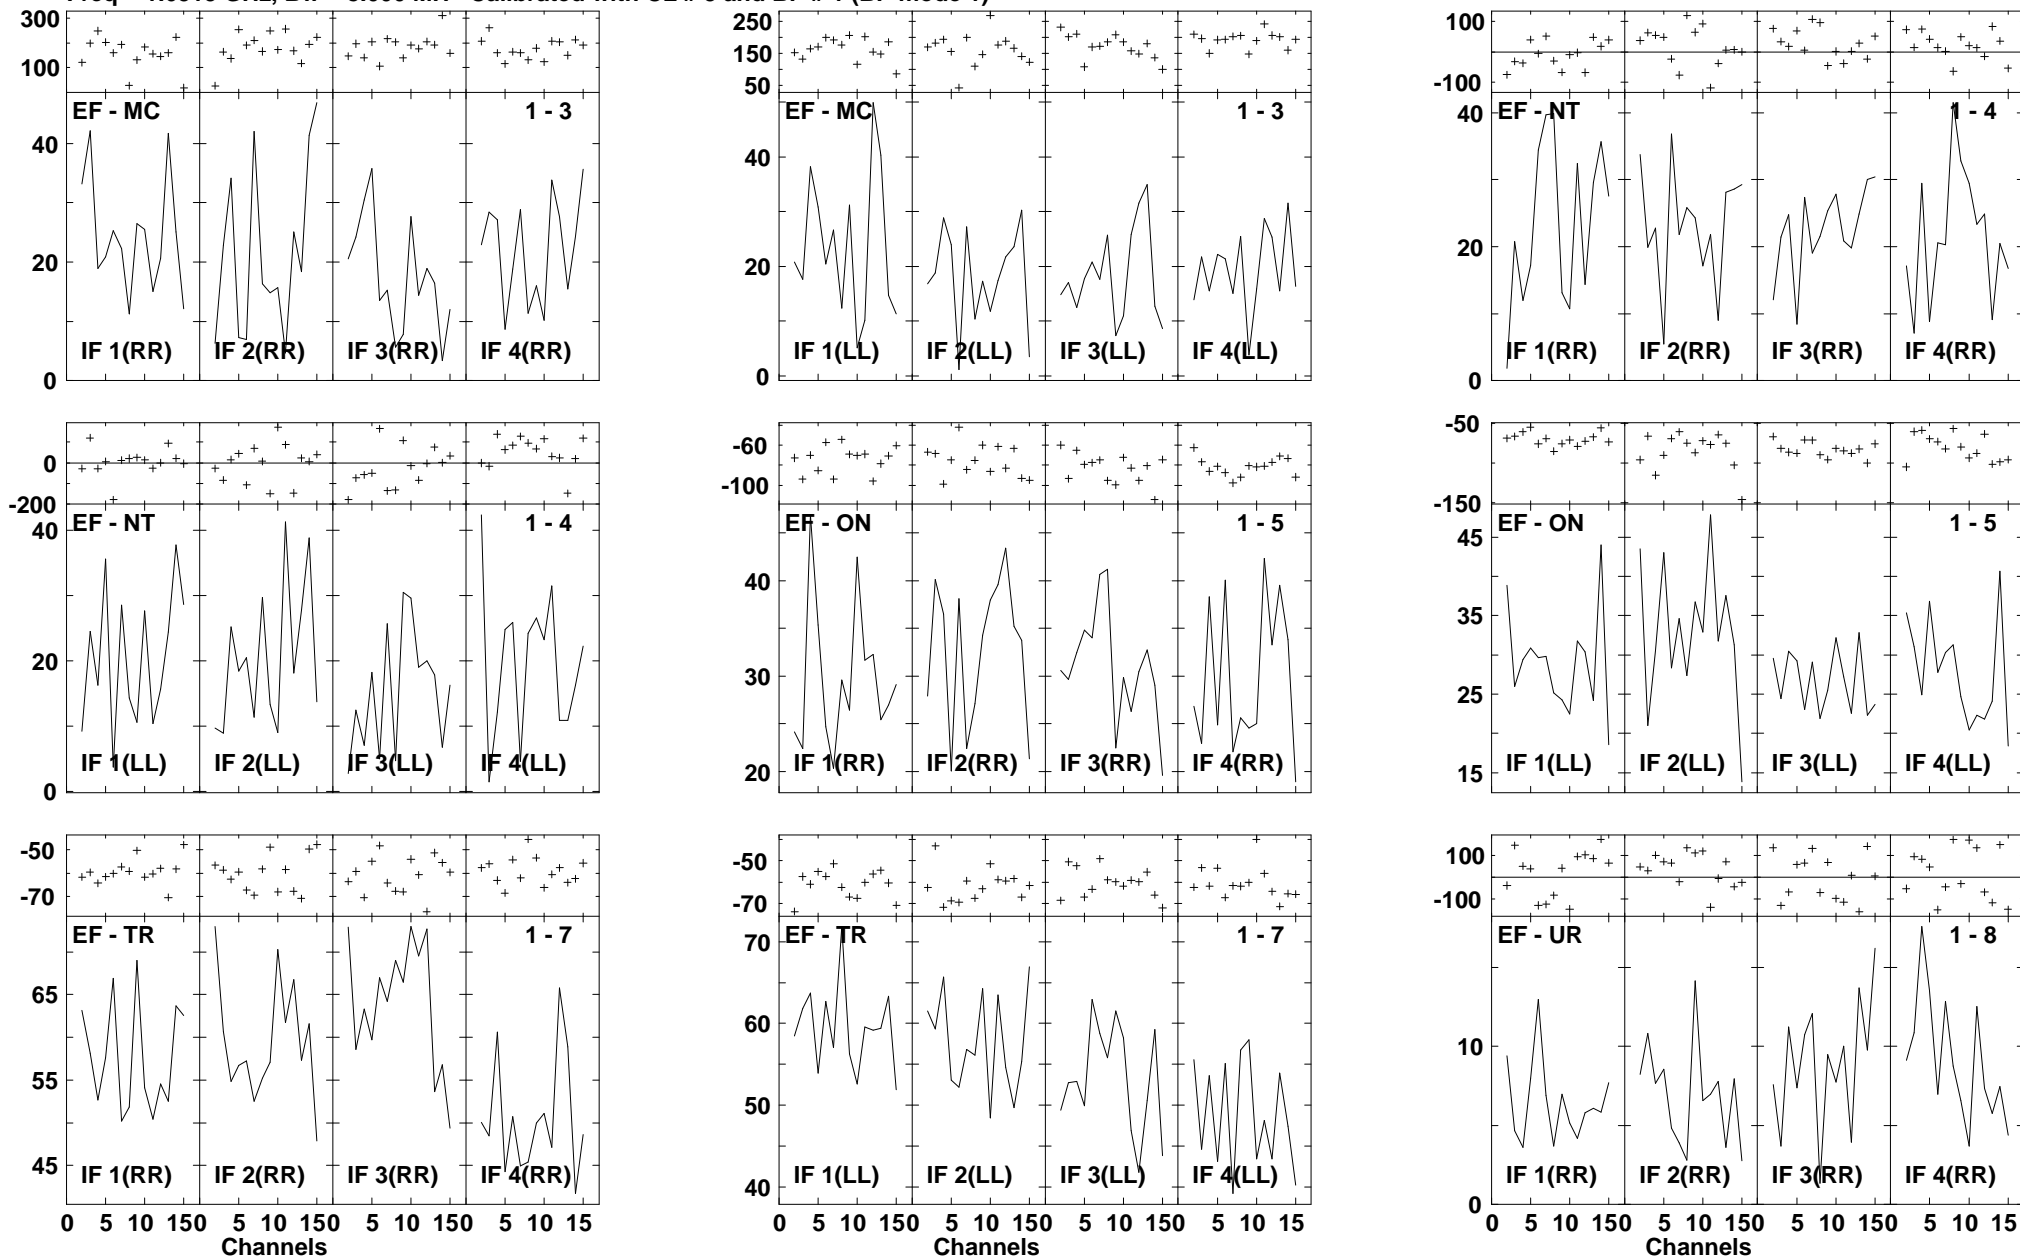 300
100
EF - MC 1 - 3
40
20
0
IF 1(RR) IF 2(RR) IF 3(RR) IF 4(RR)
250
150
50
EF - MC 1 - 3
40
20
0
IF 1(LL) IF 2(LL) IF 3(LL) IF 4(LL)
100
-100
EF - NT 1 - 4
40
20
0
IF 1(RR) IF 2(RR) IF 3(RR) IF 4(RR)
0
-200
EF - NT 1 - 4
40
20
0
IF 1(LL) IF 2(LL) IF 3(LL) IF 4(LL)
-60
-100
EF - ON 1 - 5
40
30
20
IF 1(RR) IF 2(RR) IF 3(RR) IF 4(RR)
-50
-150
EF - ON 1 - 5
45
35
25
15
IF 1(LL) IF 2(LL) IF 3(LL) IF 4(LL)
-50
-70
EF - TR 1 - 7
65
55
45
IF 1(RR) IF 2(RR) IF 3(RR) IF 4(RR)
0 5 10 150 5 10 150 5 10 150 5 10 15
Channels
-50
-70
EF - TR 1 - 7
70
60
50
40
IF 1(LL) IF 2(LL) IF 3(LL) IF 4(LL)
0 5 10 150 5 10 150 5 10 150 5 10 15
Channels
100
-100
EF - UR 1 - 8
10
0
IF 1(RR) IF 2(RR) IF 3(RR) IF 4(RR)
0 5 10 150 5 10 150 5 10 150 5 10 15
Channels